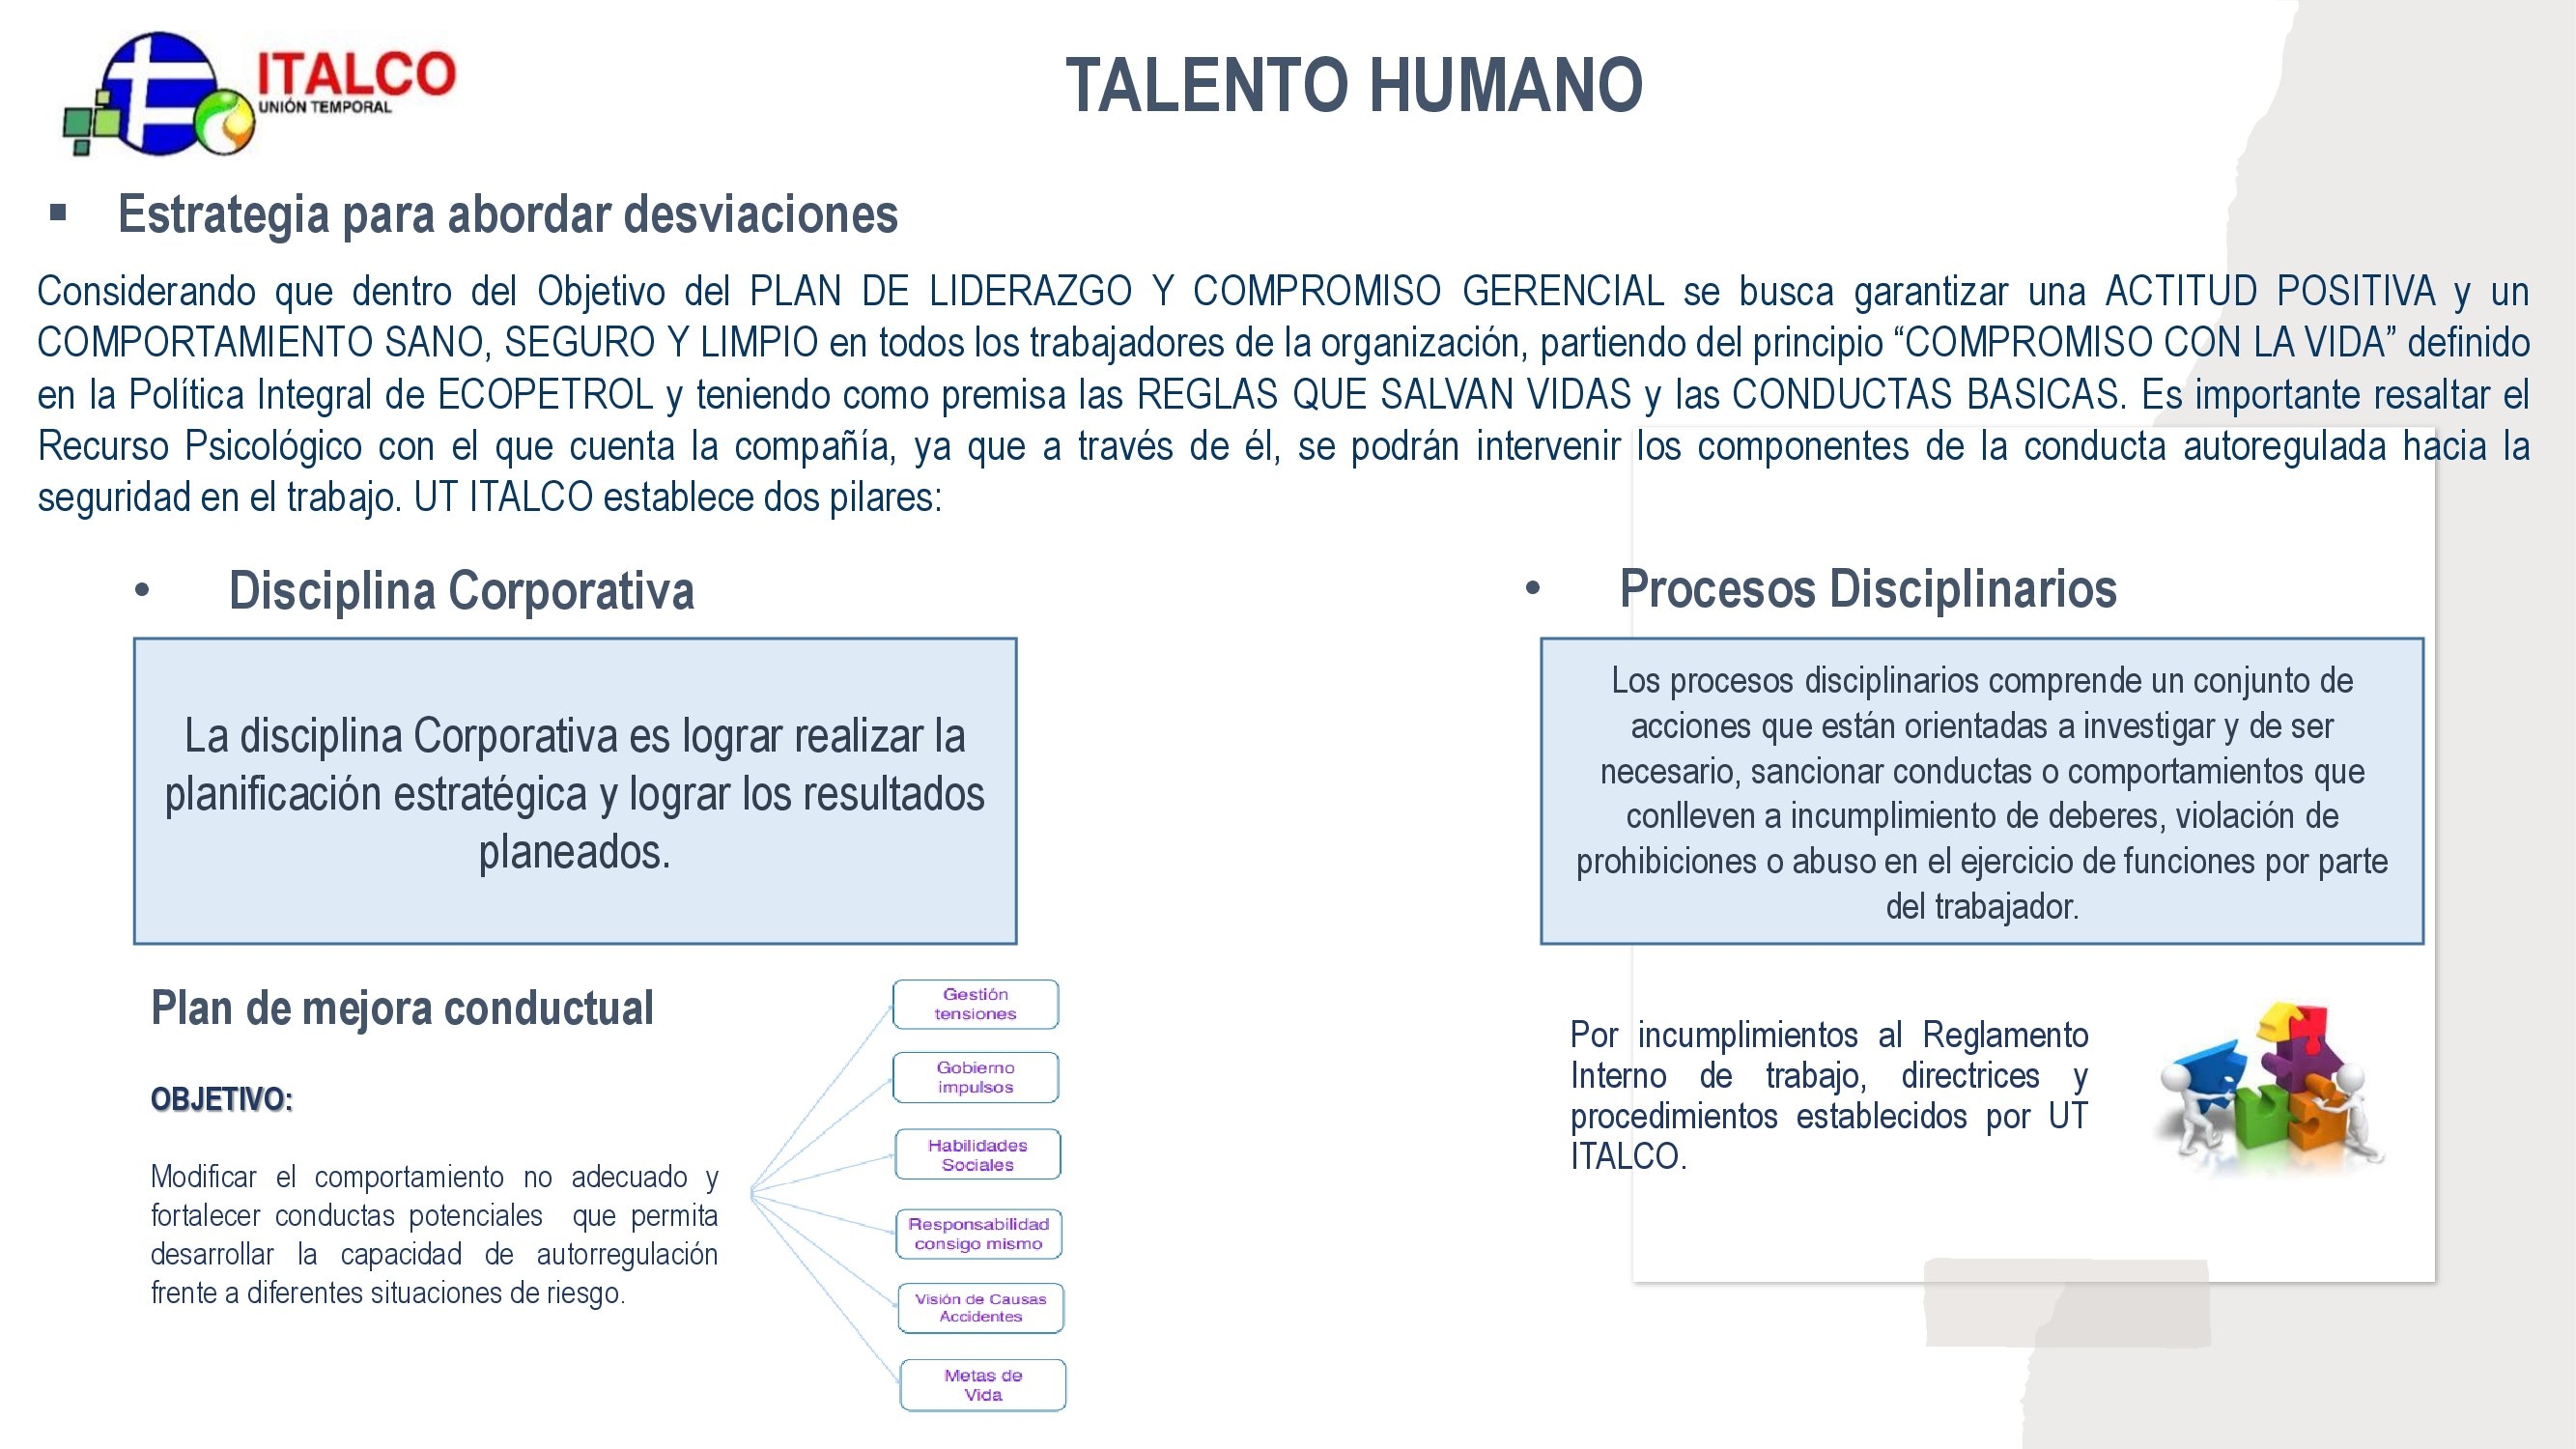 ITALCO
UNIÓN TEMPORAL
TALENTO HUMANO
▪ Estrategia para abordar desviaciones
Considerando que dentro del Objetivo del PLAN DE LIDERAZGO Y COMPROMISO GERENCIAL se busca garantizar una ACTITUD POSITIVA y un
COMPORTAMIENTO SANO, SEGURO Y LIMPIO en todos los trabajadores de la organización, partiendo del principio “COMPROMISO CON LA VIDA” definido
en la Política Integral de ECOPETROL y teniendo como premisa las REGLAS QUE SALVAN VIDAS y las CONDUCTAS BASICAS. Es importante resaltar el
Recurso Psicológico con el que cuenta la compañía, ya que a través de él, se podrán intervenir los componentes de la conducta autoregulada hacia la
seguridad en el trabajo. UT ITALCO establece dos pilares:
• Disciplina Corporativa
La disciplina Corporativa es lograr realizar la
planificación estratégica y lograr los resultados
planeados.
Plan de mejora conductual
OBJETIVO:
Modificar el comportamiento no adecuado y
fortalecer conductas potenciales que permita
desarrollar la capacidad de autorregulación
frente a diferentes situaciones de riesgo.
Gestión
tensiones
Gobierno
impulsos
Habilidades
Sociales
Responsabilidad
consigo mismo
Visión de Causas
Accidentes
Metas de
Vida
• Procesos Disciplinarios
Los procesos disciplinarios comprende un conjunto de
acciones que están orientadas a investigar y de ser
necesario, sancionar conductas o comportamientos que
conlleven a incumplimiento de deberes, violación de
prohibiciones o abuso en el ejercicio de funciones por parte
del trabajador.
Por incumplimientos al Reglamento
Interno de trabajo, directrices y
procedimientos establecidos por UT
ITALCO.